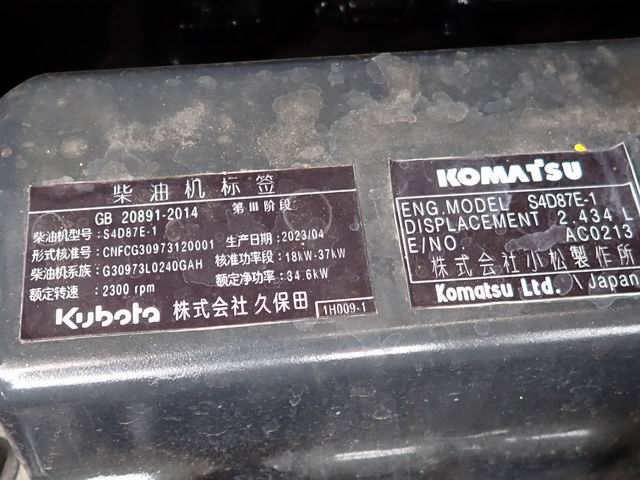 柴油机标签
GB 20891-2014 第Ⅲ阶段
柴油机型号: S4D87E-1
形式核准号: CNFCG30973120001 生产日期: 2023/04
柴油机系族: G30973L0240GAH 核准功率段: 18kW-37kW
额定转速: 2300 rpm 额定净功率: 34.6kW
Kubota 株式会社久保田 1H009-1
KOMATSU
ENG.MODEL S4D87E-1
DISPLACEMENT 2.434 L
E/NO. AC0213
株式会社小松製作所
Komatsu Ltd. Japan